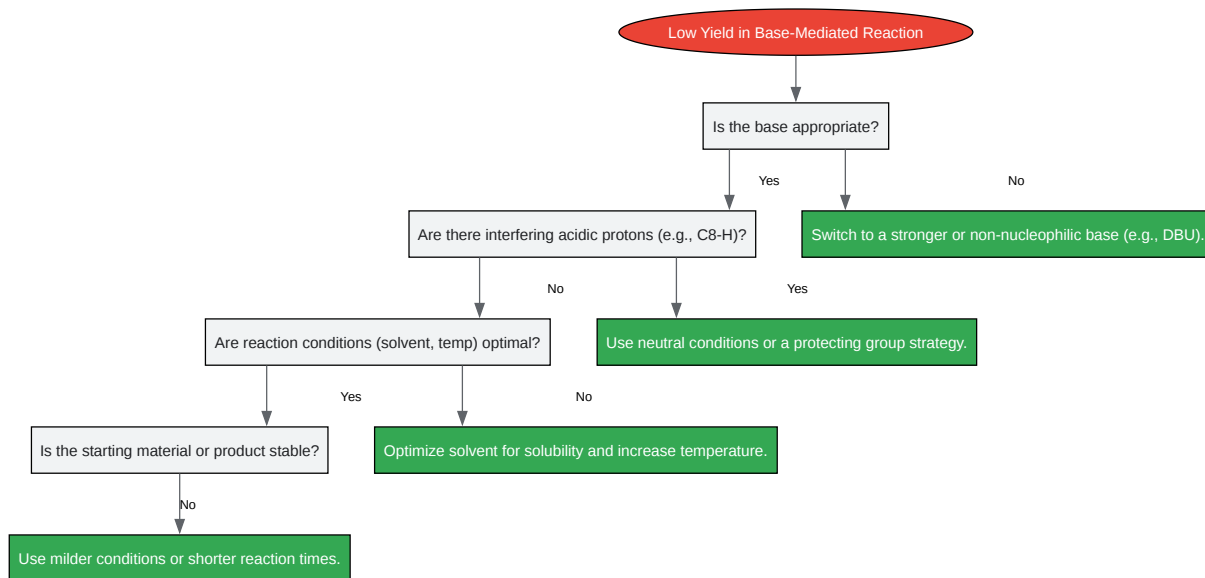 Low Yield in Base-Mediated Reaction
Is the base appropriate?
Yes
No
Are there interfering acidic protons (e.g., C8-H)?
Switch to a stronger or non-nucleophilic base (e.g., DBU).
No
Yes
Are reaction conditions (solvent, temp) optimal?
Use neutral conditions or a protecting group strategy.
Yes
No
Is the starting material or product stable?
Optimize solvent for solubility and increase temperature.
No
Use milder conditions or shorter reaction times.